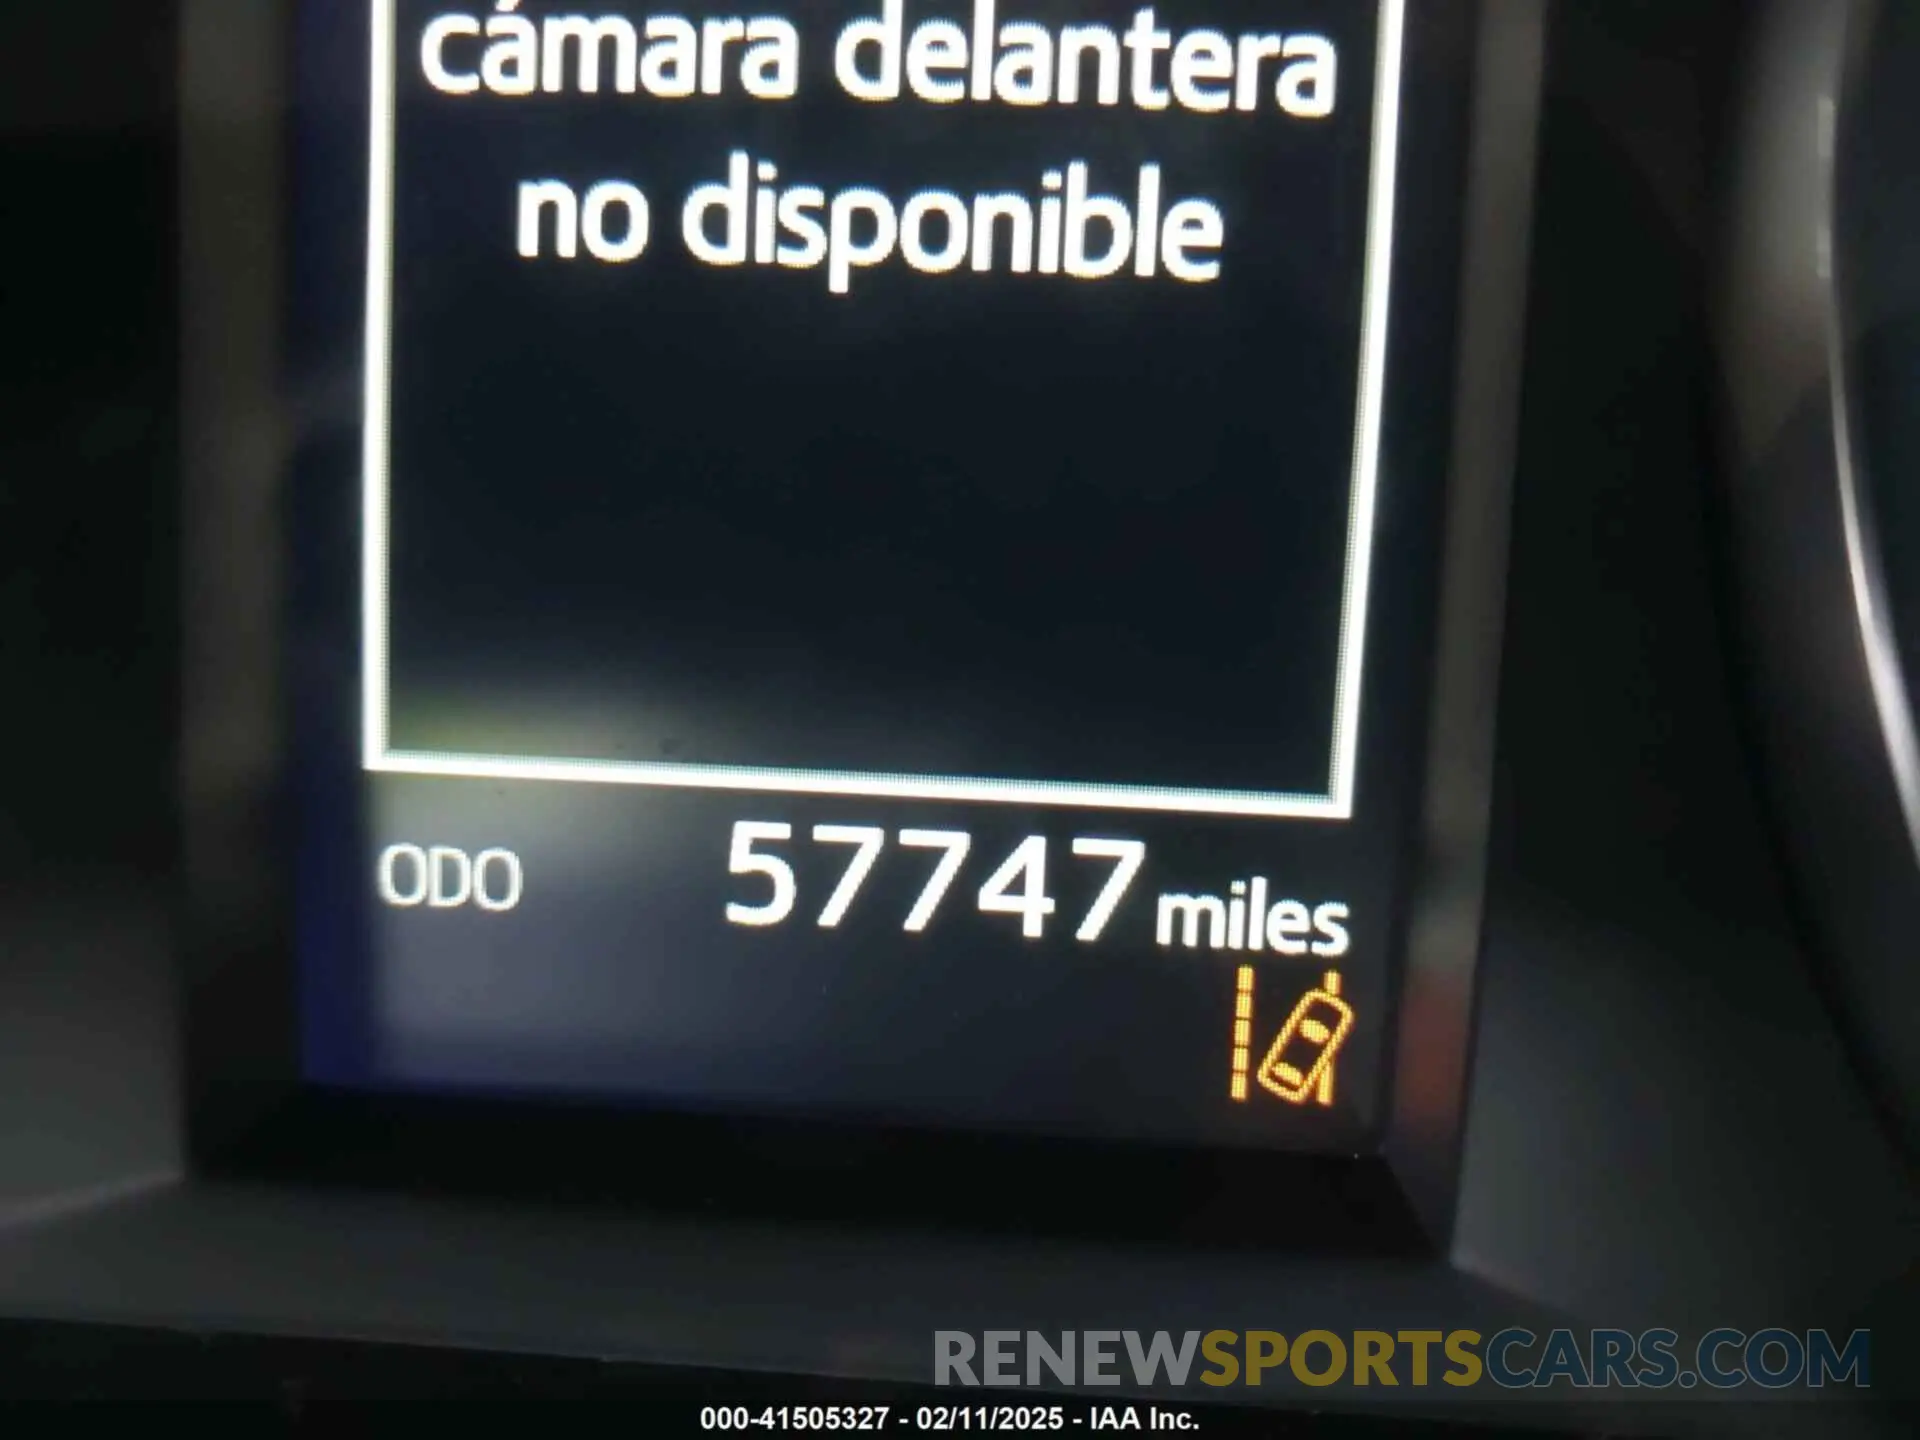 cámara delantera
no disponible
ODO 57747 miles
RENEWSPORTSCARS.COM
000-41505327 - 02/11/2025 - IAA Inc.